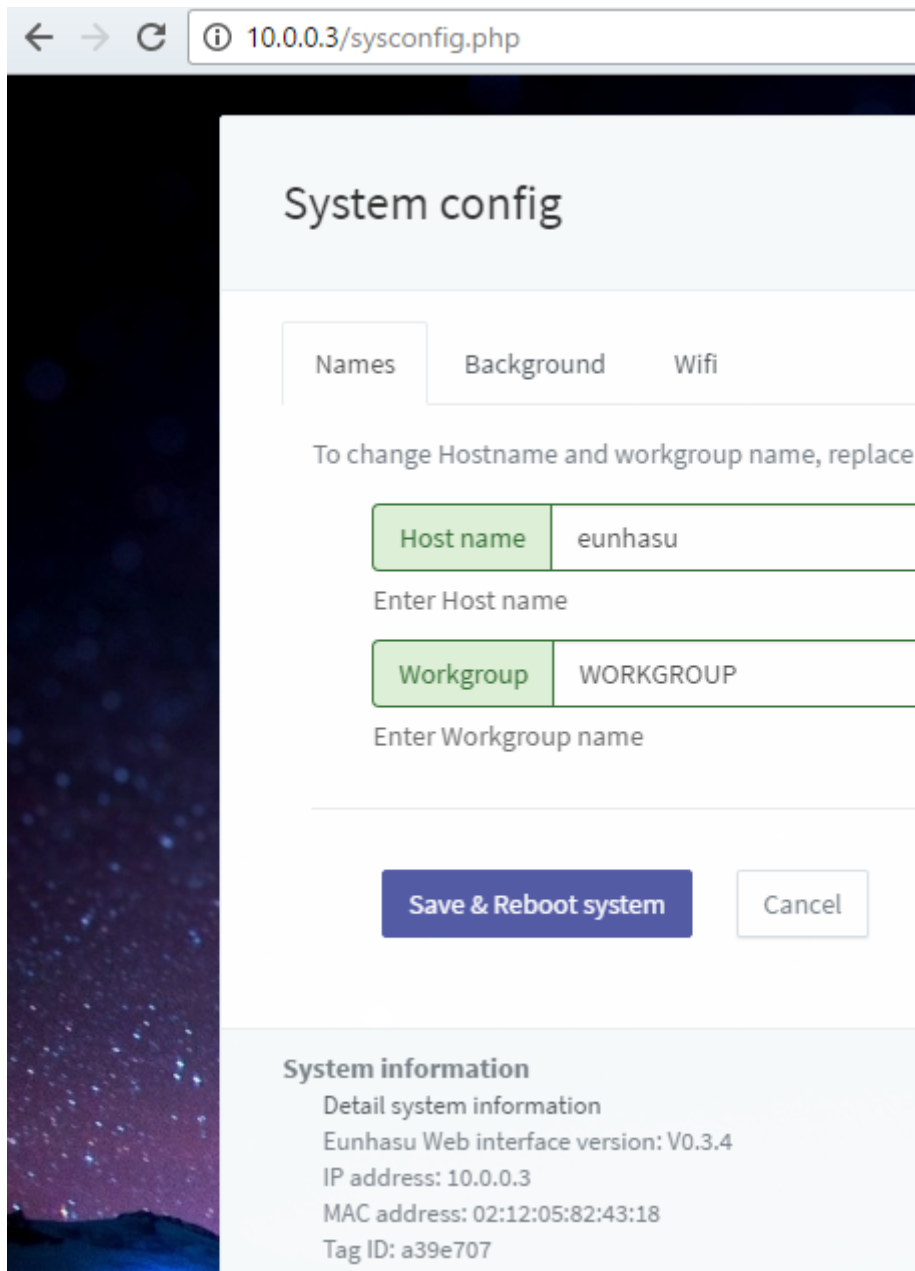 10.0.0.3/sysconfig.php
System config
Names Background Wifi
To change Hostname and workgroup name, replace
Host name eunhasu
Enter Host name
Workgroup WORKGROUP
Enter Workgroup name
Save & Reboot system Cancel
System information
Detail system information
Eunhasu Web interface version: V0.3.4
IP address: 10.0.0.3
MAC address: 02:12:05:82:43:18
Tag ID: a39e707